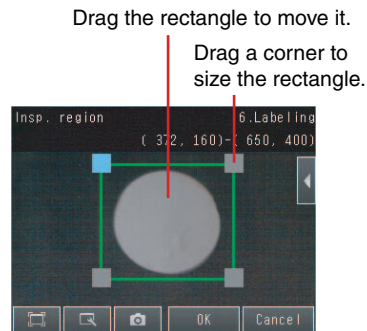 Drag the rectangle to move it.
Drag a corner to
size the rectangle.
Insp. region 6.Labeling
( 372, 160)-( 650, 400)
OK Cancel